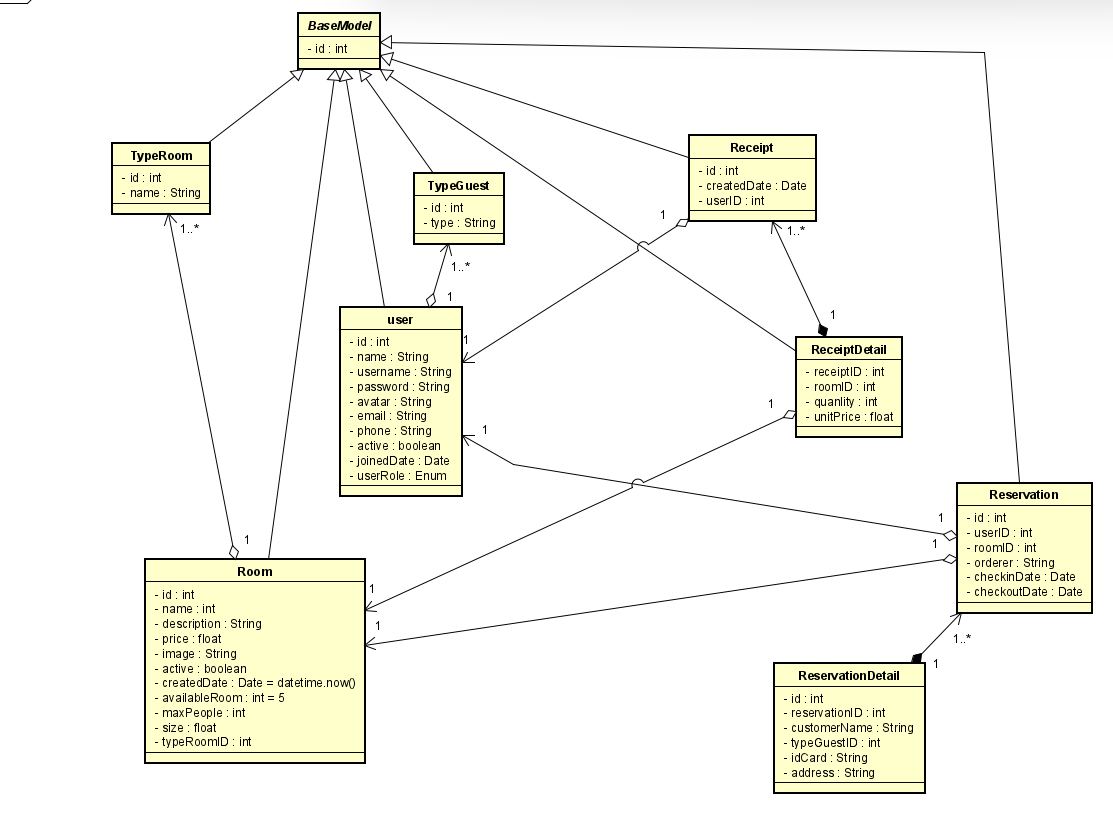 BaseModel
- id : int
TypeRoom
- id : int
- name : String
1..*
TypeGuest
- id : int
- type : String
1..*
1
Receipt
- id : int
- createdDate : Date
- userID : int
1
1..*
1
user
- id : int
- name : String
- username : String
- password : String
- avatar : String
- email : String
- phone : String
- active : boolean
- joinedDate : Date
- userRole : Enum
1
1
ReceiptDetail
- receiptID : int
- roomID : int
- quanlity : int
- unitPrice : float
1
Reservation
- id : int
- userID : int
- roomID : int
- orderer : String
- checkinDate : Date
- checkoutDate : Date
1
1
1..*
1
Room
- id : int
- name : int
- description : String
- price : float
- image : String
- active : boolean
- createdDate : Date = datetime.now()
- availableRoom : int = 5
- maxPeople : int
- size : float
- typeRoomID : int
1
1
1
ReservationDetail
- id : int
- reservationID : int
- customerName : String
- typeGuestID : int
- idCard : String
- address : String